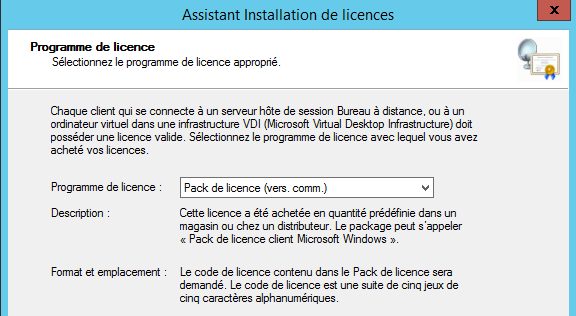 Assistant Installation de licences
x
Programme de licence
Sélectionnez le programme de licence approprié.
Chaque client qui se connecte à un serveur hôte de session Bureau à distance, ou à un
ordinateur virtuel dans une infrastructure VDI (Microsoft Virtual Desktop Infrastructure) doit
posséder une licence valide. Sélectionnez le programme de licence avec lequel vous avez
acheté vos licences.
Programme de licence :
Pack de licence (vers. comm.)
Description :
Cette licence a été achetée en quantité prédéfinie dans un
magasin ou chez un distributeur. Le package peut s'appeler
« Pack de licence client Microsoft Windows ».
Format et emplacement :
Le code de licence contenu dans le Pack de licence sera
demandé. Le code de licence est une suite de cinq jeux de
cinq caractères alphanumériques.